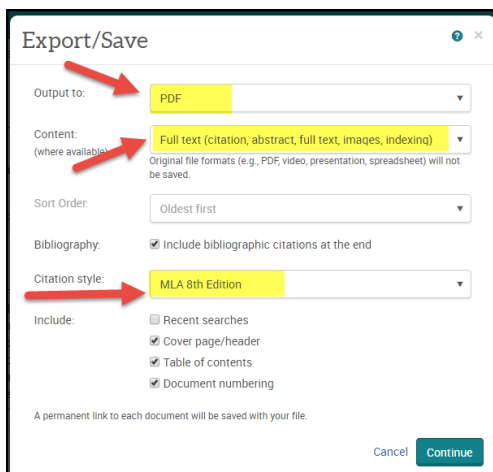 Export/Save
Output to:
PDF
Content:
(where available)
Full text (citation, abstract, full text, images, indexing)
Original file formats (e.g., PDF, video, presentation, spreadsheet) will not
be saved.
Sort Order:
Oldest first
Bibliography:
Include bibliographic citations at the end
Citation style:
MLA 8th Edition
Include:
Recent searches
Cover page/header
Table of contents
Document numbering
A permanent link to each document will be saved with your file.
Cancel
Continue